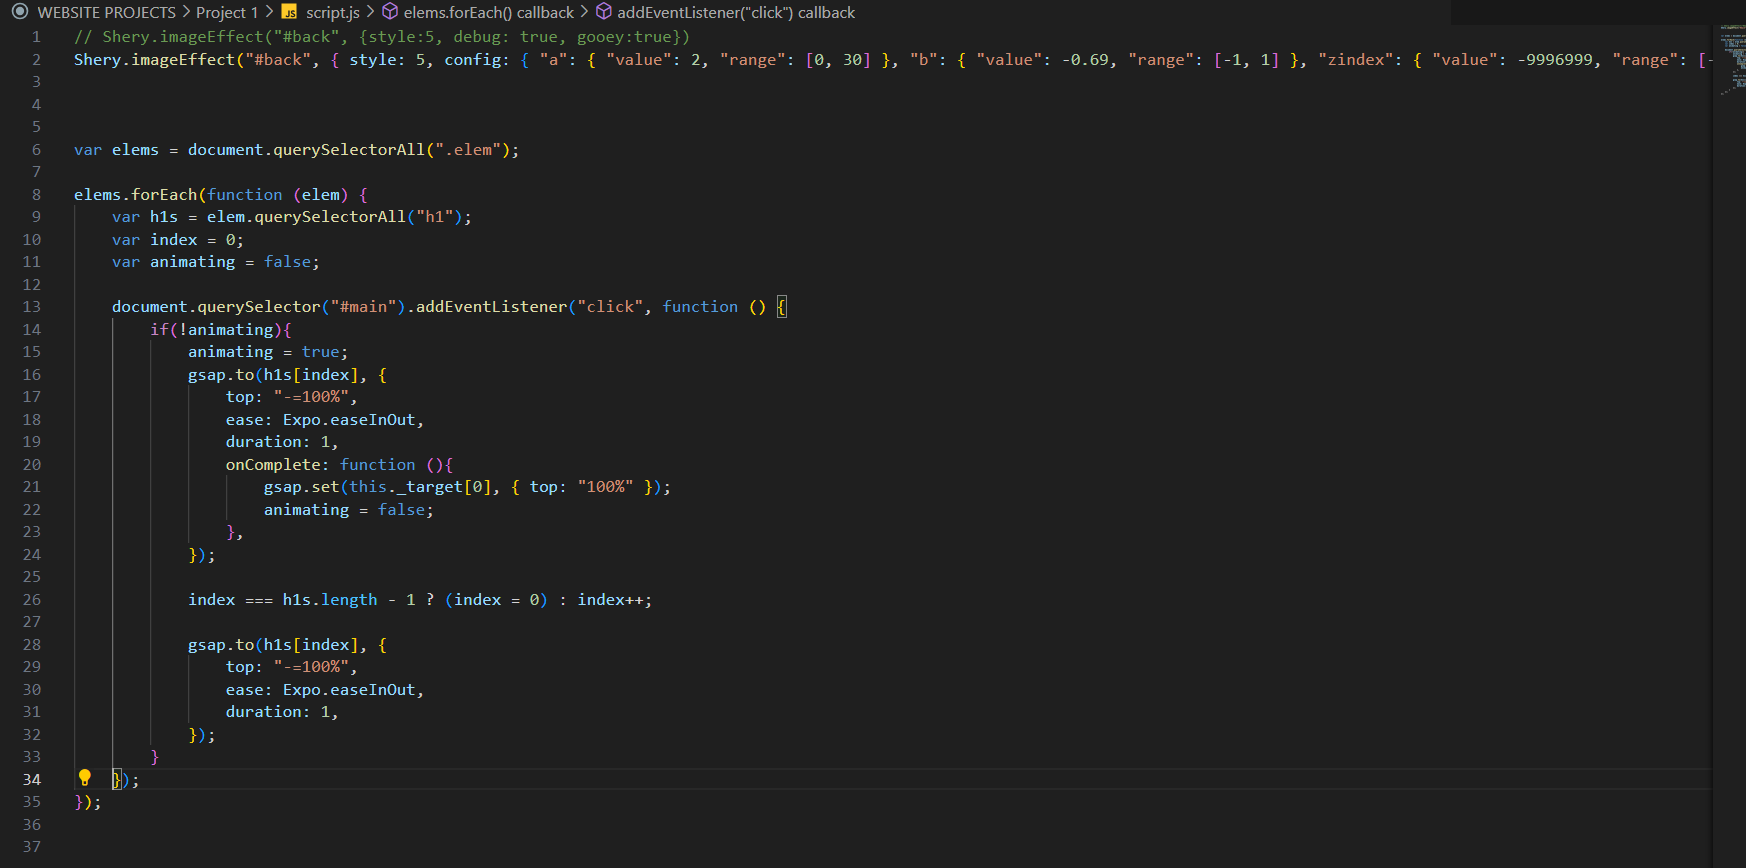 WEBSITE PROJECTS > Project 1 > JS script.js > elems.forEach() callback > addEventListener("click") callback
1 // Shery.imageEffect("#back", {style:5, debug: true, gooey:true})
2 Shery.imageEffect("#back", { style: 5, config: { "a": { "value": 2, "range": [0, 30] }, "b": { "value": -0.69, "range": [-1, 1] }, "zindex": { "value": -9996999, "range": [-
3
4
5
6 var elems = document.querySelectorAll(".elem");
7
8 elems.forEach(function (elem) {
9     var h1s = elem.querySelectorAll("h1");
10     var index = 0;
11     var animating = false;
12
13     document.querySelector("#main").addEventListener("click", function () {
14         if(!animating){
15             animating = true;
16             gsap.to(h1s[index], {
17                 top: "-=100%",
18                 ease: Expo.easeInOut,
19                 duration: 1,
20                 onComplete: function (){
21                     gsap.set(this._target[0], { top: "100%" });
22                     animating = false;
23                 },
24             });
25
26             index === h1s.length - 1 ? (index = 0) : index++;
27
28             gsap.to(h1s[index], {
29                 top: "-=100%",
30                 ease: Expo.easeInOut,
31                 duration: 1,
32             });
33         }
34     });
35 });
36
37